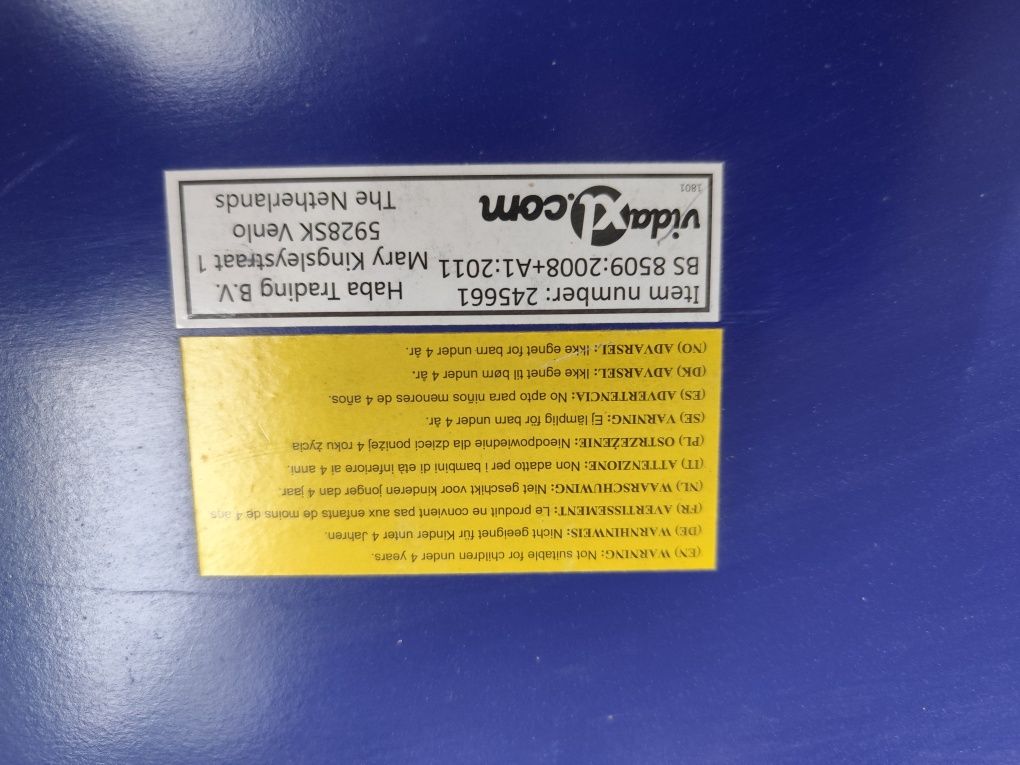 (EN) WARNING: Not suitable for children under 4 years.
(DE) WARNHINWEIS: Nicht geeignet für Kinder unter 4 Jahren.
(FR) AVERTISSEMENT: Le produit ne convient pas aux enfants de moins de 4 ans
(NL) WAARSCHUWING: Niet geschikt voor kinderen jonger dan 4 jaar.
(IT) ATTENZIONE: Non adatto per i bambini di età inferiore ai 4 anni.
(PL) OSTRZEŻENIE: Nieodpowiednie dla dzieci poniżej 4 roku życia
(SE) VARNING: Ej lämplig för barn under 4 år.
(ES) ADVERTENCIA: No apto para niños menores de 4 años.
(DK) ADVARSEL: Ikke egnet til børn under 4 år.
(NO) ADVARSEL: Ikke egnet for barn under 4 år.
Item number: 245661
BS 8509:2008+A1:2011
vidaXL.com
1801
Haba Trading B.V.
Mary Kingsleystraat 1
5928SK Venlo
The Netherlands